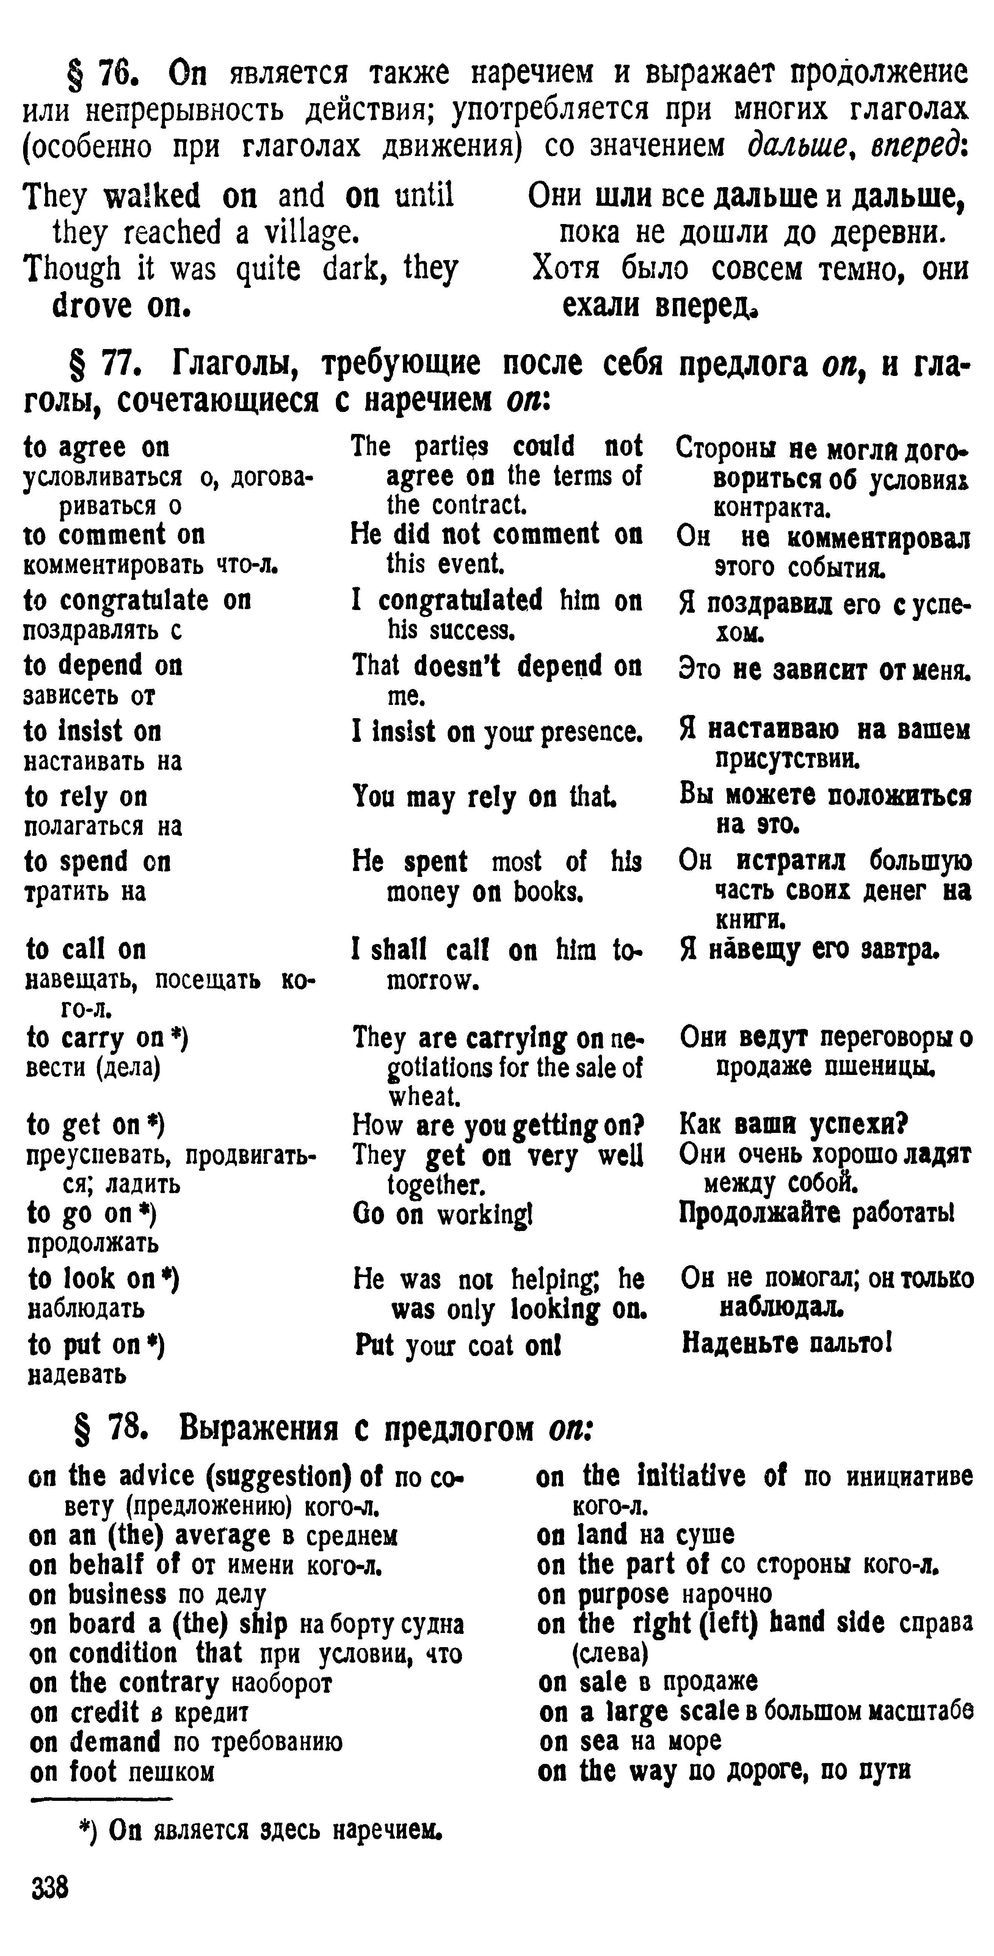 § 76. On является также наречием и выражает продолжение
или непрерывность действия; употребляется при многих глаголах
(особенно при глаголах движения) со значением дальше, вперед:
They walked on and on until
they reached a village.
Though it was quite dark, they
drove on.
Они шли все дальше и дальше,
пока не дошли до деревни.
Хотя было совсем темно, они
ехали вперед.
§ 77. Глаголы, требующие после себя предлога on, и гла-
голы, сочетающиеся с наречием on:
to agree on
условливаться о, догова-
риваться о
The parties could not
agree on the terms of
the contract.
Стороны не могли дого-
вориться об условиях
контракта.
to comment on
комментировать что-л.
He did not comment on
this event.
Он не комментировал
этого события.
to congratulate on
поздравлять с
I congratulated him on
his success.
Я поздравил его с успе-
хом.
to depend on
зависеть от
That doesn't depend on
me.
Это не зависит от меня.
to insist on
настаивать на
I insist on your presence.
Я настаиваю на вашем
присутствии.
to rely on
полагаться на
You may rely on that.
Вы можете положиться
на это.
to spend on
тратить на
He spent most of his
money on books.
Он истратил большую
часть своих денег на
книги.
to call on
навещать, посещать ко-
го-л.
I shall call on him to-
morrow.
Я навещу его завтра.
to carry on *)
вести (дела)
They are carrying on ne-
gotiations for the sale of
wheat.
Они ведут переговоры о
продаже пшеницы.
to get on *)
преуспевать, продвигать-
ся; ладить
How are you getting on?
They get on very well
together.
Как ваши успехи?
Они очень хорошо ладят
между собой.
to go on *)
продолжать
Go on working!
Продолжайте работать!
to look on *)
наблюдать
He was not helping; he
was only looking on.
Он не помогал; он только
наблюдал.
to put on *)
надевать
Put your coat on!
Наденьте пальто!
§ 78. Выражения с предлогом on:
on the advice (suggestion) of по со-
вету (предложению) кого-л.
on an (the) average в среднем
on behalf of от имени кого-л.
on business по делу
on board a (the) ship на борту судна
on condition that при условии, что
on the contrary наоборот
on credit в кредит
on demand по требованию
on foot пешком
on the initiative of по инициативе
кого-л.
on land на суше
on the part of со стороны кого-л.
on purpose нарочно
on the right (left) hand side справа
(слева)
on sale в продаже
on a large scale в большом масштабе
on sea на море
on the way по дороге, по пути
*) On является здесь наречием.
338